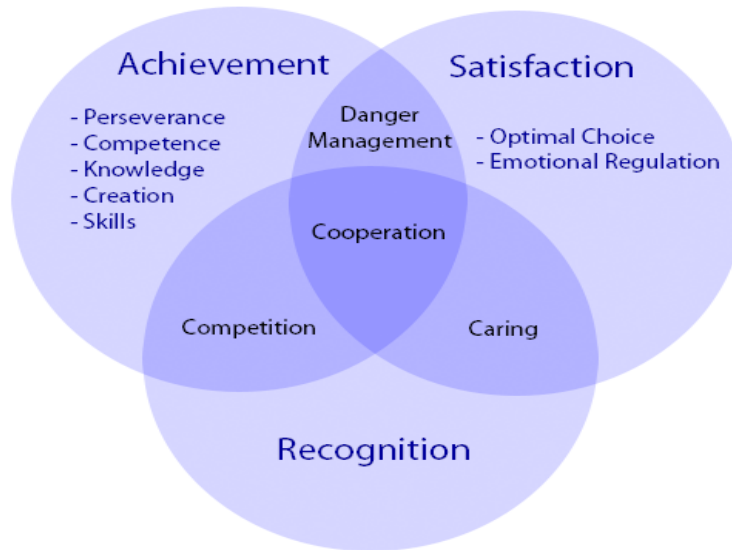 Achievement
- Perseverance
- Competence
- Knowledge
- Creation
- Skills
Satisfaction
- Optimal Choice
- Emotional Regulation
Danger
Management
Cooperation
Competition
Caring
Recognition